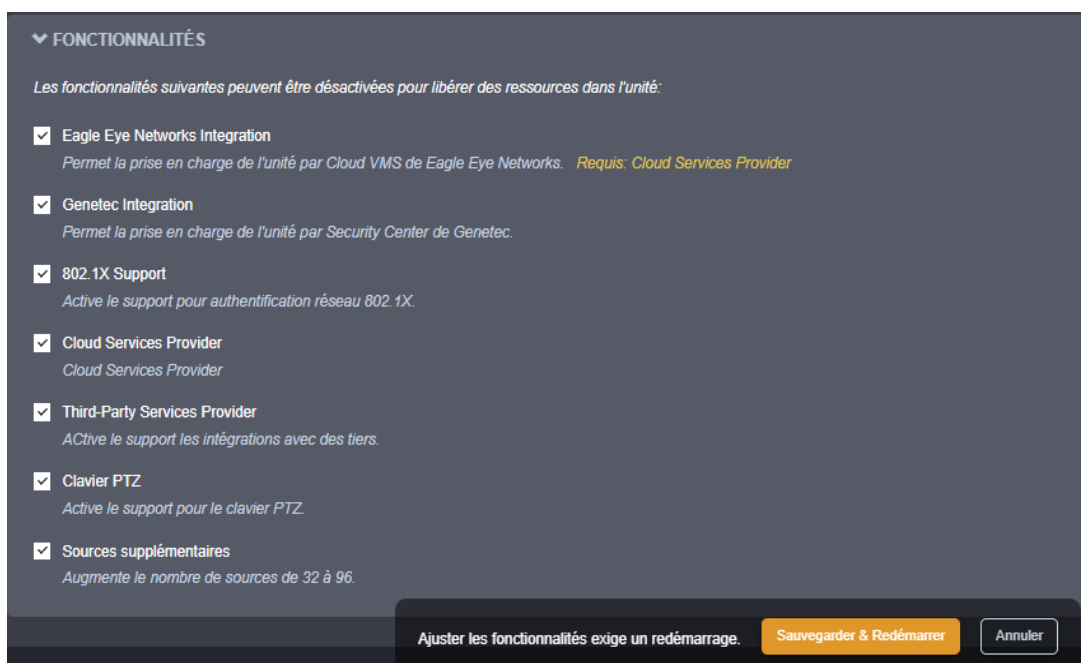 FONCTIONNALITÉS
Les fonctionnalités suivantes peuvent être désactivées pour libérer des ressources dans l'unité:
Eagle Eye Networks Integration
Permet la prise en charge de l'unité par Cloud VMS de Eagle Eye Networks. Requis: Cloud Services Provider
Genetec Integration
Permet la prise en charge de l'unité par Security Center de Genetec.
802.1X Support
Active le support pour authentification réseau 802.1X.
Cloud Services Provider
Cloud Services Provider
Third-Party Services Provider
ACtive le support les intégrations avec des tiers.
Clavier PTZ
Active le support pour le clavier PTZ.
Sources supplémentaires
Augmente le nombre de sources de 32 à 96.
Ajuster les fonctionnalités exige un redémarrage. Sauvegarder & Redémarrer Annuler